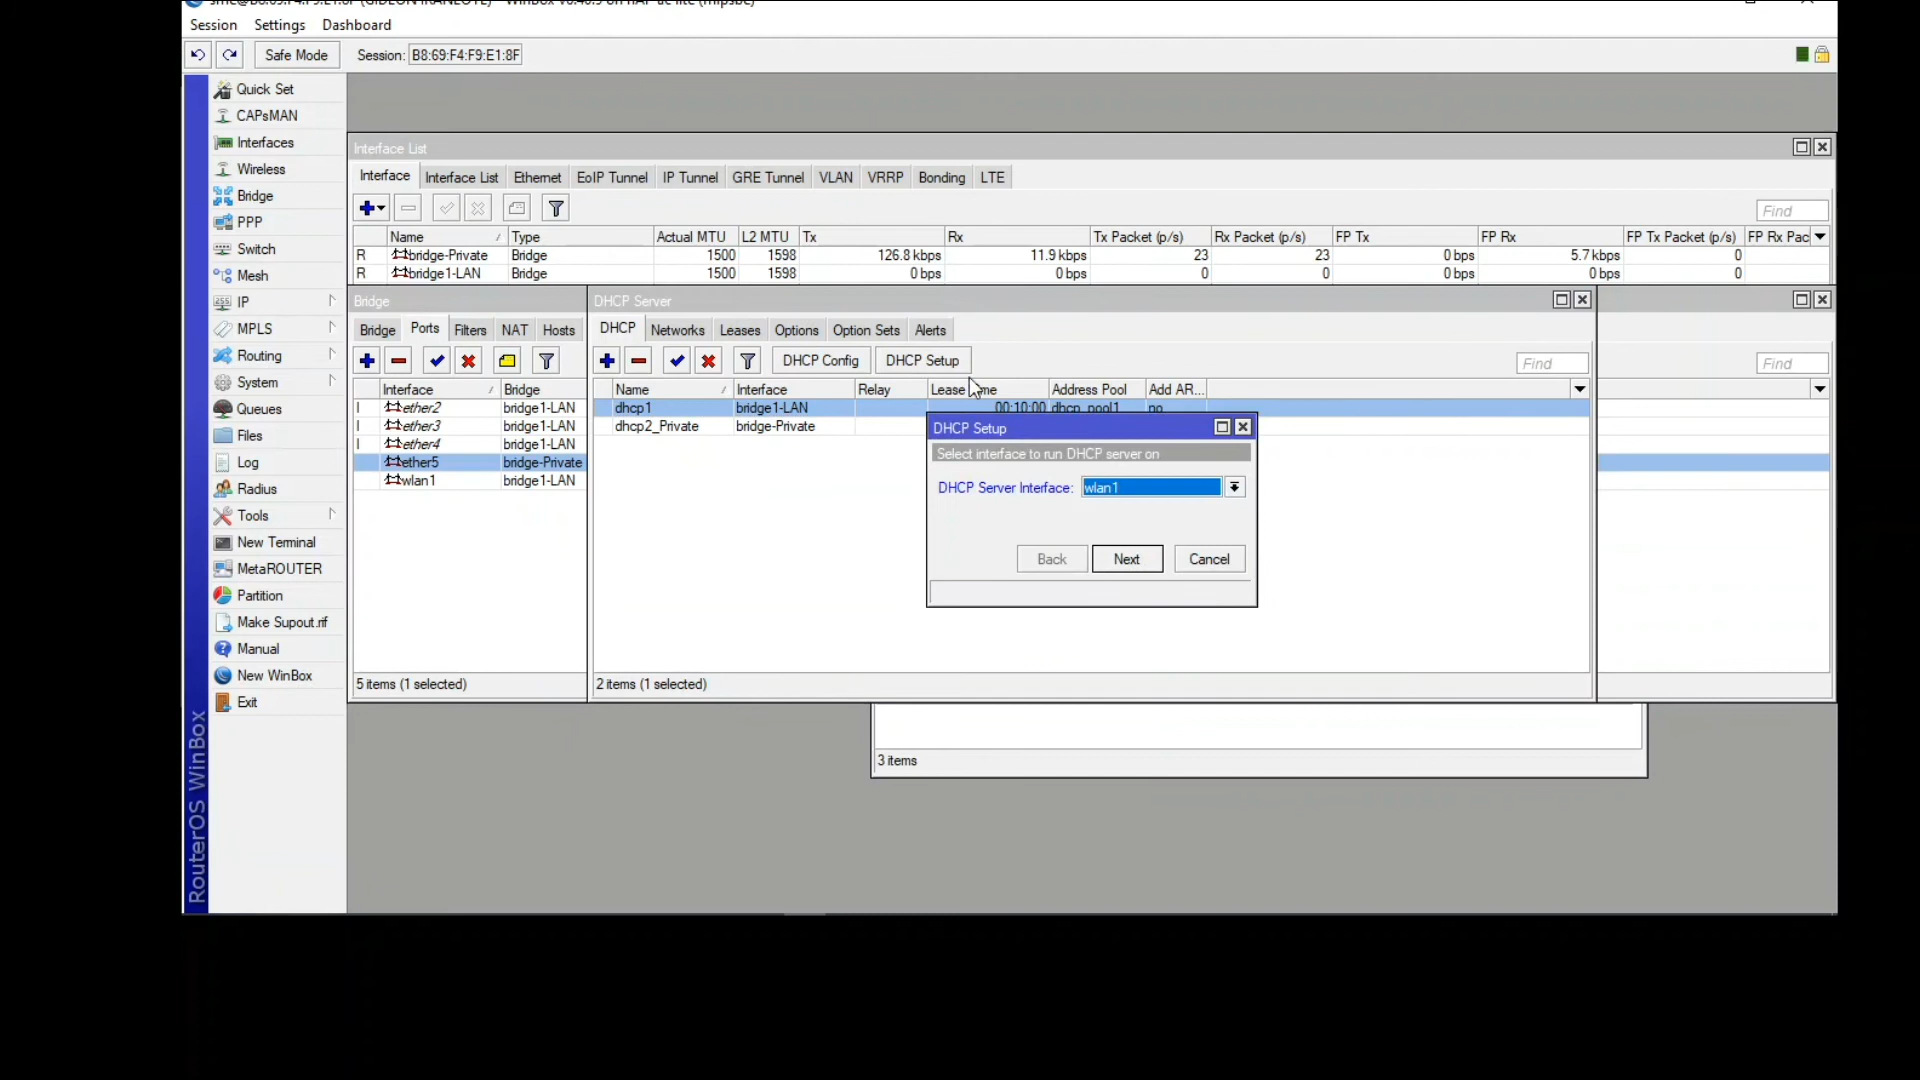 Session Settings Dashboard
Safe Mode Session: B8:69:F4:F9:E1:8F
Quick Set
CAPsMAN
Interfaces
Wireless
Bridge
PPP
Switch
Mesh
IP
MPLS
Routing
System
Queues
Files
Log
Radius
Tools
New Terminal
MetaROUTER
Partition
Make Supout.rif
Manual
New WinBox
Exit
RouterOS WinBox
Interface List
Interface Interface List Ethernet EoIP Tunnel IP Tunnel GRE Tunnel VLAN VRRP Bonding LTE
Find
Name Type Actual MTU L2 MTU Tx Rx Tx Packet (p/s) Rx Packet (p/s) FP Tx FP Rx FP Tx Packet (p/s) FP Rx Pac
R bridge-Private Bridge 1500 1598 126.8 kbps 11.9 kbps 23 23 0 bps 5.7 kbps 0
R bridge1-LAN Bridge 1500 1598 0 bps 0 bps 0 0 0 bps 0 bps 0
Bridge
Bridge Ports Filters NAT Hosts
Interface Bridge
I ether2 bridge1-LAN
I ether3 bridge1-LAN
I ether4 bridge1-LAN
ether5 bridge-Private
wlan1 bridge1-LAN
5 items (1 selected)
DHCP Server
DHCP Networks Leases Options Option Sets Alerts
DHCP Config DHCP Setup Find
Find
Name Interface Relay Lease Address Pool Add AR...
dhcp1 bridge1-LAN 00:10:00 dhcp_pool1 no
dhcp2_Private bridge-Private
2 items (1 selected)
DHCP Setup
Select interface to run DHCP server on
DHCP Server Interface: wlan1
Back Next Cancel
3 items